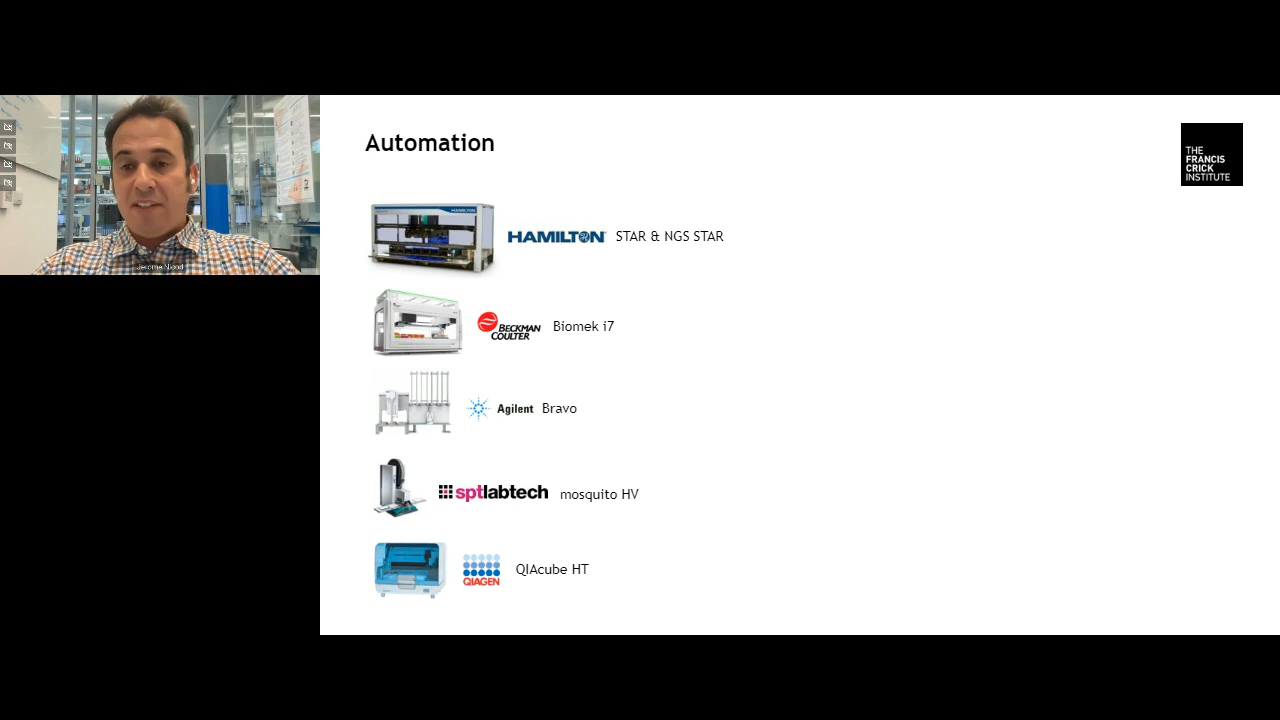 Automation
THE
FRANCIS
CRICK
INSTITUTE
HAMILTON
HAMILTON STAR & NGS STAR
BECKMAN
COULTER
Biomek i7
Agilent Bravo
sptlabtech mosquito HV
QIAGEN
QIAcube HT